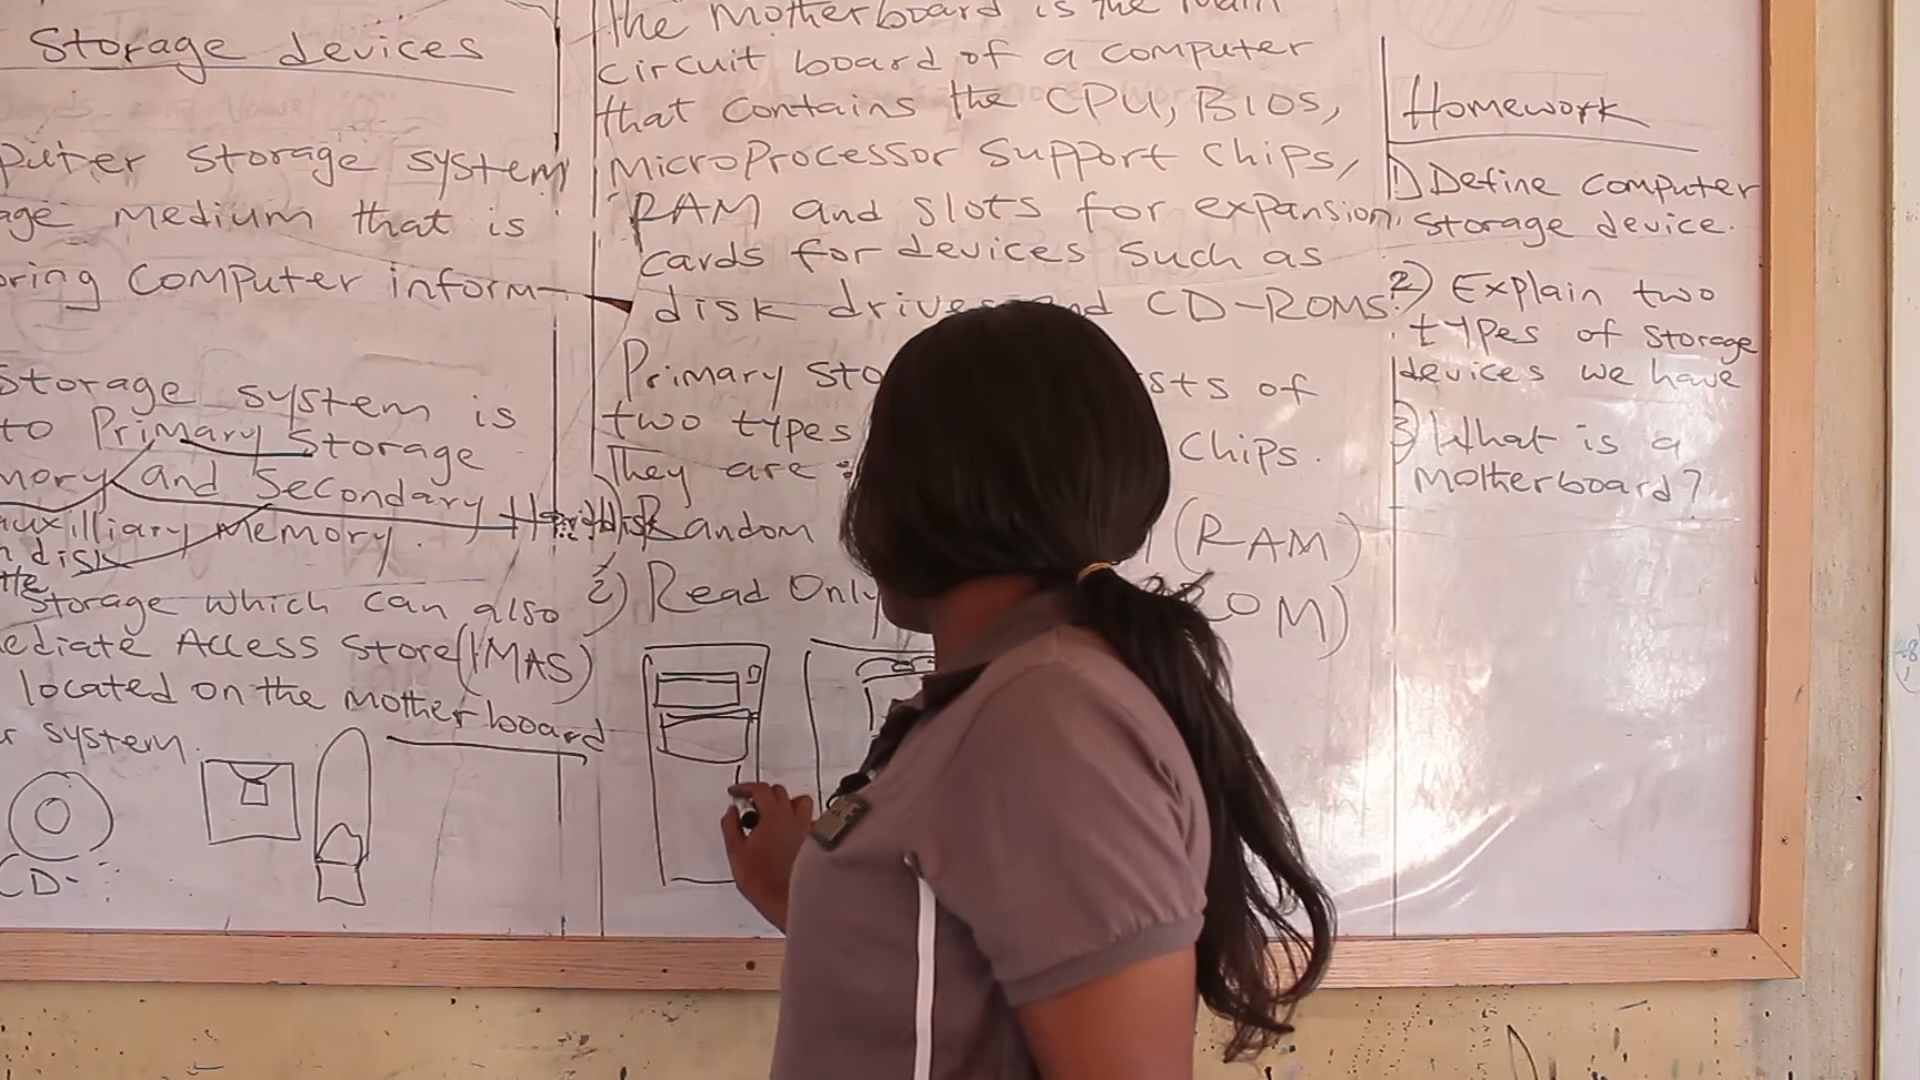 Storage devices
puter storage system
age medium that is
oring Computer inform-
Storage system is
to Primary Storage
mory and Secondary Hard disk
auxilliary Memory.
n disk
the
Storage which can also
ediate Access Store (IMAS)
located on the Motherboard
r system.
CD-
The Motherboard is the main
circuit board of a computer
that contains the CPU, BIOS,
MicroProcessor Support Chips,
RAM and slots for expansion
cards for devices such as
disk drives and CD-ROMS.
Primary sto sts of
two types Chips.
They are :
1) Random (RAM)
2) Read Only OM)
Homework
1) Define Computer
storage device.
2) Explain two
types of storage
devices we have
3) What is a
Motherboard?